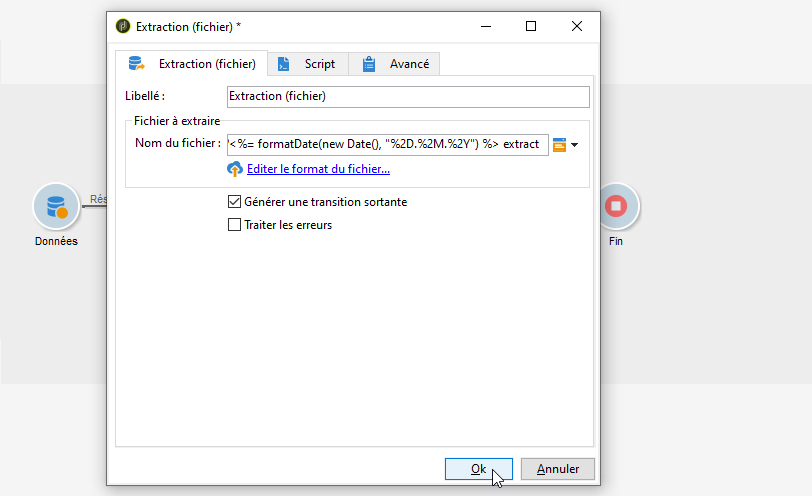 Extraction (fichier) *
Extraction (fichier) Script Avancé
Libellé : Extraction (fichier)
Fichier à extraire
Nom du fichier : <%= formatDate(new Date(), "%2D.%2M.%2Y") %> extract
Editer le format du fichier...
Générer une transition sortante
Traiter les erreurs
Rés
Données
Fin
Ok Annuler